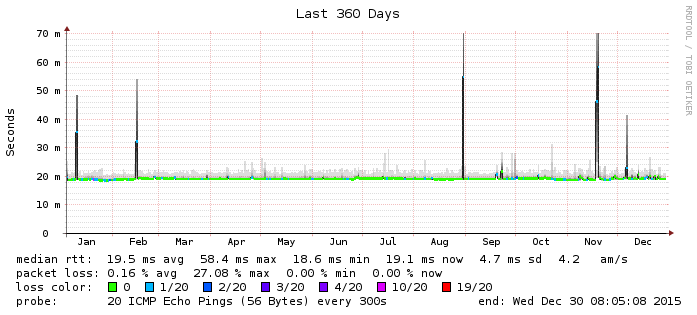 Last 360 Days
RRDTOOL / TOBI OETIKER
Seconds
70 m
60 m
50 m
40 m
30 m
20 m
10 m
0
Jan Feb Mar Apr May Jun Jul Aug Sep Oct Nov Dec
median rtt: 19.5 ms avg 58.4 ms max 18.6 ms min 19.1 ms now 4.7 ms sd 4.2 am/s
packet loss: 0.16 % avg 27.08 % max 0.00 % min 0.00 % now
loss color: 0 1/20 2/20 3/20 4/20 10/20 19/20
probe: 20 ICMP Echo Pings (56 Bytes) every 300s end: Wed Dec 30 08:05:08 2015